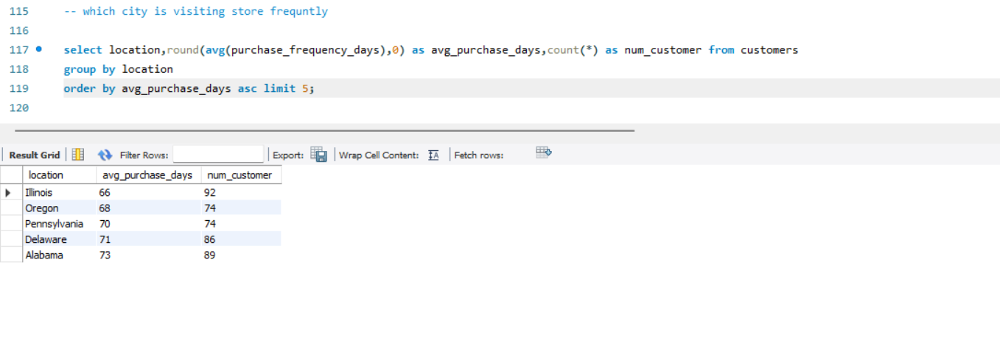 115 -- which city is visiting store frequntly
116
117 select location,round(avg(purchase_frequency_days),0) as avg_purchase_days,count(*) as num_customer from customers
118 group by location
119 order by avg_purchase_days asc limit 5;
120
Result Grid Filter Rows: Export: Wrap Cell Content: IA Fetch rows:
location avg_purchase_days num_customer
Illinois 66 92
Oregon 68 74
Pennsylvania 70 74
Delaware 71 86
Alabama 73 89